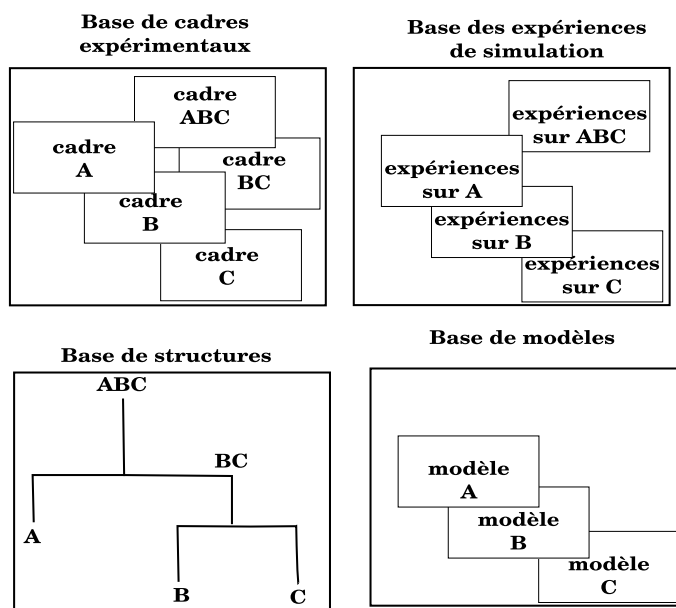 Base de cadres
expérimentaux
cadre
ABC
cadre
A
cadre
BC
cadre
B
cadre
C
Base des expériences
de simulation
expériences
sur ABC
expériences
sur A
expériences
sur B
expériences
sur C
Base de structures
ABC
BC
A
B
C
Base de modèles
modèle
A
modèle
B
modèle
C